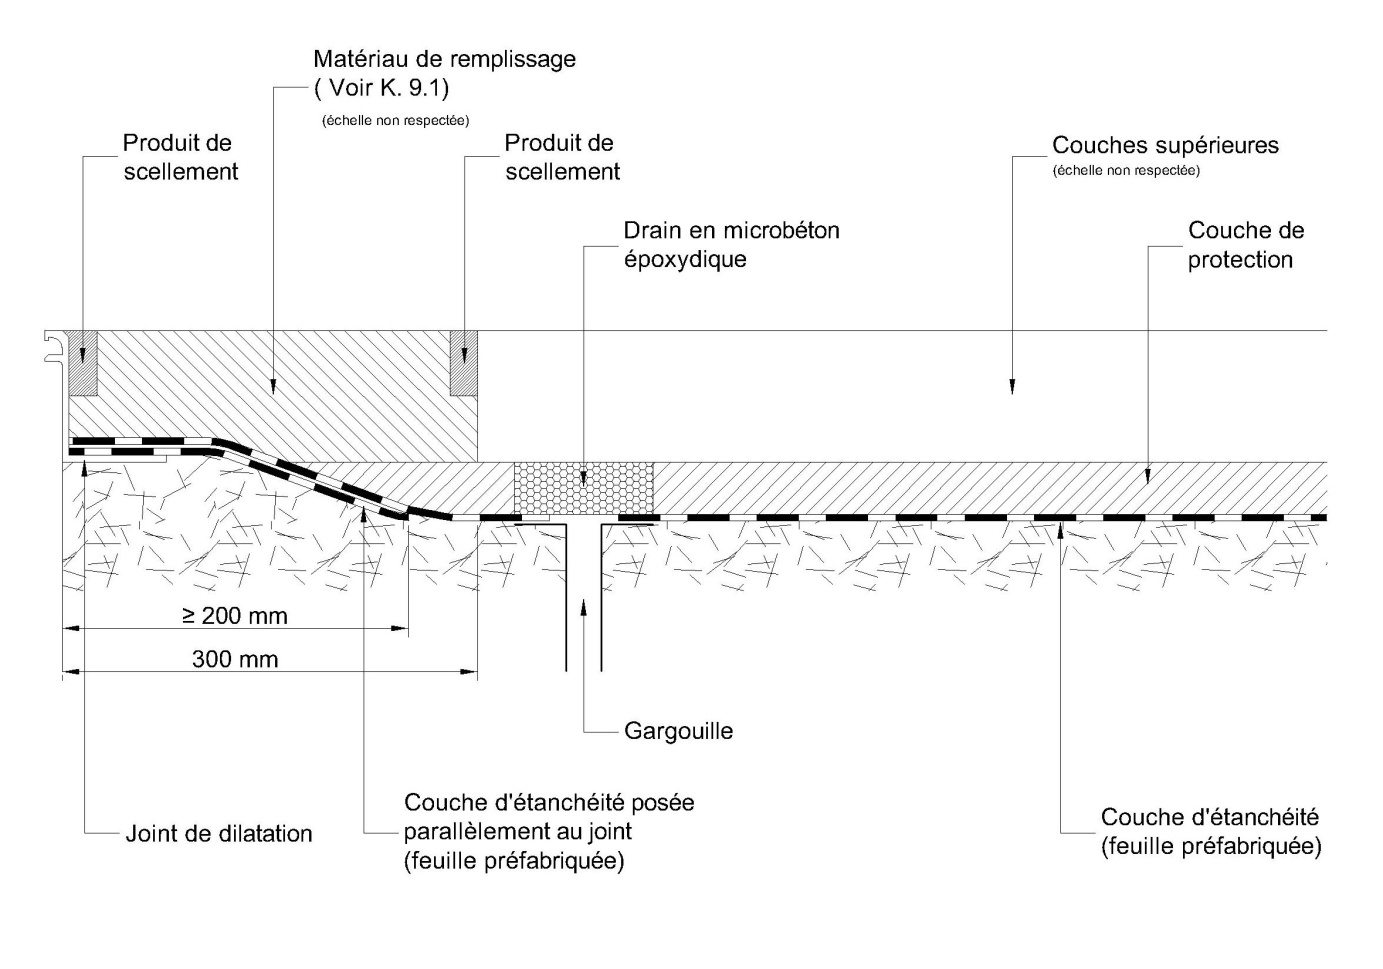 Matériau de remplissage
( Voir K. 9.1)
(échelle non respectée)
Produit de
scellement
Produit de
scellement
Couches supérieures
(échelle non respectée)
Drain en microbéton
époxydique
Couche de
protection
≥ 200 mm
300 mm
Gargouille
Joint de dilatation
Couche d'étanchéité posée
parallèlement au joint
(feuille préfabriquée)
Couche d'étanchéité
(feuille préfabriquée)